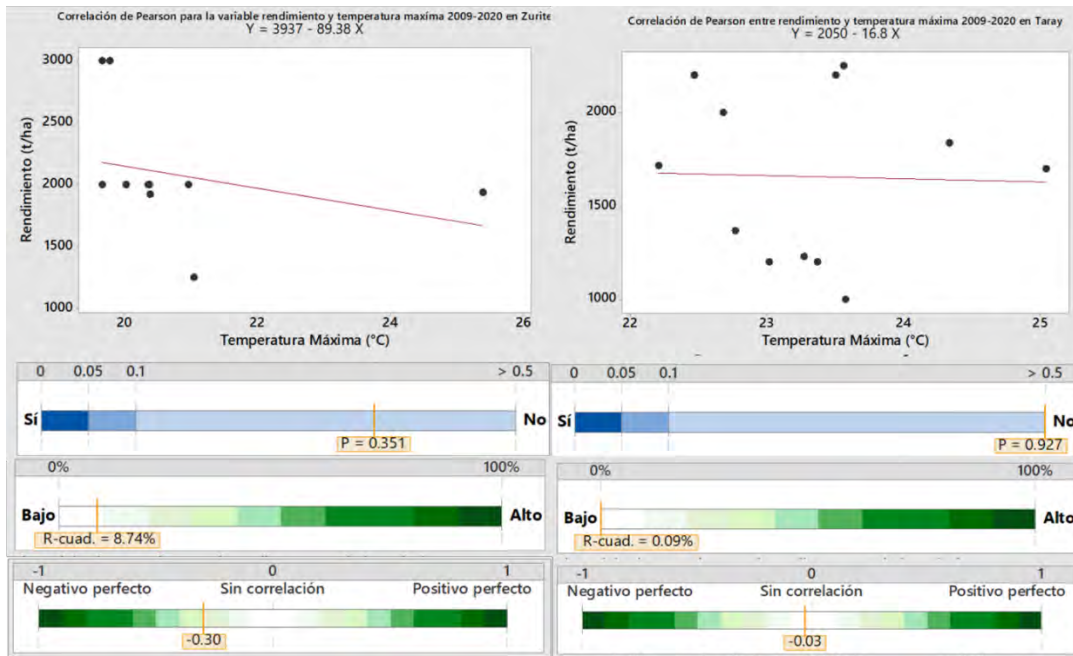 Correlación de Pearson para la variable rendimiento y temperatura maxíma 2009-2020 en Zurite
Y = 3937 - 89.38 X
3000
2500
2000
1500
1000
Rendimiento (t/ha)
20 22 24 26
Temperatura Máxima (°C)
0 0.05 0.1 > 0.5
Sí No
P = 0.351
0% 100%
Bajo Alto
R-cuad. = 8.74%
-1 0 1
Negativo perfecto Sin correlación Positivo perfecto
-0.30
Correlación de Pearson entre rendimiento y temperatura máxima 2009-2020 en Taray
Y = 2050 - 16.8 X
2000
1500
1000
Rendimiento (t/ha)
22 23 24 25
Temperatura Máxima (°C)
0 0.05 0.1 > 0.5
Sí No
P = 0.927
0% 100%
Bajo Alto
R-cuad. = 0.09%
-1 0 1
Negativo perfecto Sin correlación Positivo perfecto
-0.03